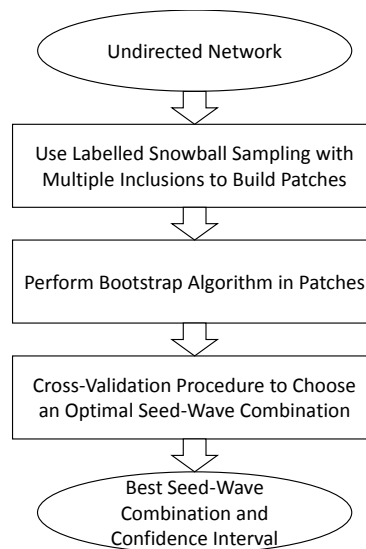 Undirected Network
Use Labelled Snowball Sampling with
Multiple Inclusions to Build Patches
Perform Bootstrap Algorithm in Patches
Cross-Validation Procedure to Choose
an Optimal Seed-Wave Combination
Best Seed-Wave
Combination and
Confidence Interval